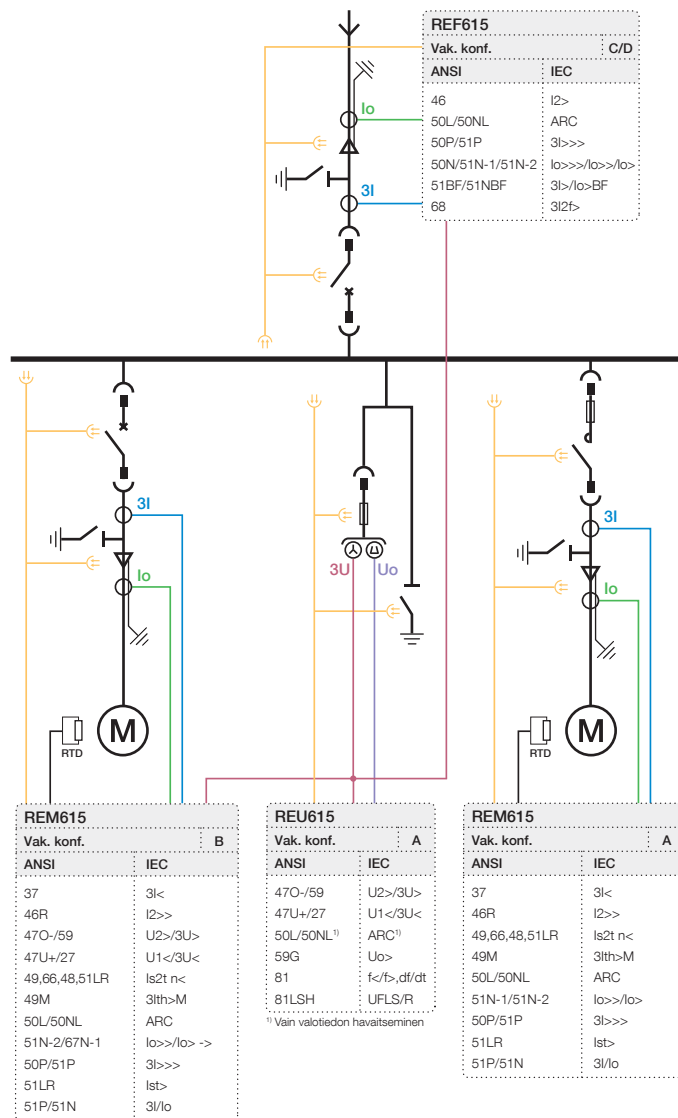 REF615
Vak. konf. C/D
ANSI IEC
46 I2>
50L/50NL ARC
50P/51P 3I>>>
50N/51N-1/51N-2 Io>>>/Io>>/Io>
51BF/51NBF 3I>/Io>BF
68 3I2f>
Io
3I
3I
Io
3U Uo
3I
Io
M
RTD
M
RTD
REM615
Vak. konf. B
ANSI IEC
37 3I<
46R I2>>
47O-/59 U2>/3U>
47U+/27 U1</3U<
49,66,48,51LR Is2t n<
49M 3Ith>M
50L/50NL ARC
51N-2/67N-1 Io>>/Io> ->
50P/51P 3I>>>
51LR Ist>
51P/51N 3I/Io
REU615
Vak. konf. A
ANSI IEC
47O-/59 U2>/3U>
47U+/27 U1</3U<
50L/50NL¹⁾ ARC¹⁾
59G Uo>
81 f</f>,df/dt
81LSH UFLS/R
¹⁾ Vain valotiedon havaitseminen
REM615
Vak. konf. A
ANSI IEC
37 3I<
46R I2>>
49,66,48,51LR Is2t n<
49M 3Ith>M
50L/50NL ARC
51N-1/51N-2 Io>>/Io>
50P/51P 3I>>>
51LR Ist>
51P/51N 3I/Io